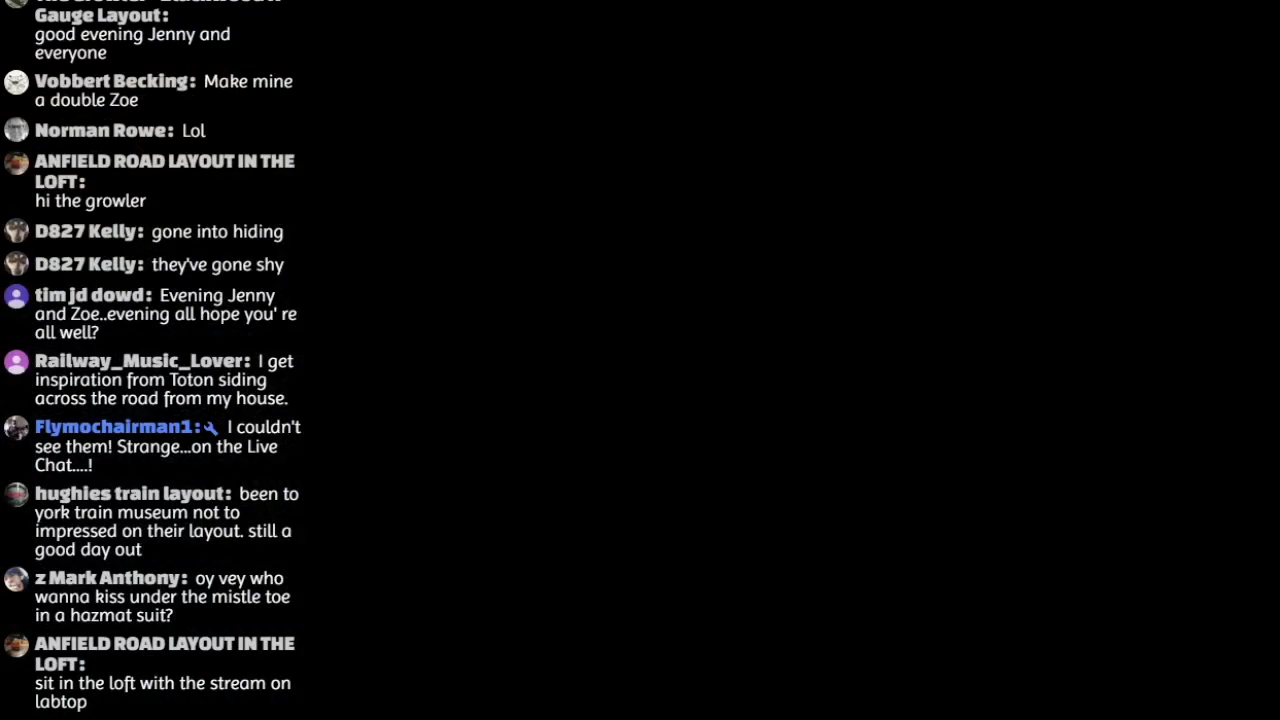 Gauge Layout:
good evening Jenny and
everyone
Vobbert Becking: Make mine
a double Zoe
Norman Rowe: Lol
ANFIELD ROAD LAYOUT IN THE
LOFT:
hi the growler
D827 Kelly: gone into hiding
D827 Kelly: they've gone shy
tim jd dowd: Evening Jenny
and Zoe..evening all hope you' re
all well?
Railway_Music_Lover: I get
inspiration from Toton siding
across the road from my house.
Flymochairman1: I couldn't
see them! Strange...on the Live
Chat....!
hughies train layout: been to
york train museum not to
impressed on their layout. still a
good day out
z Mark Anthony: oy vey who
wanna kiss under the mistle toe
in a hazmat suit?
ANFIELD ROAD LAYOUT IN THE
LOFT:
sit in the loft with the stream on
labtop